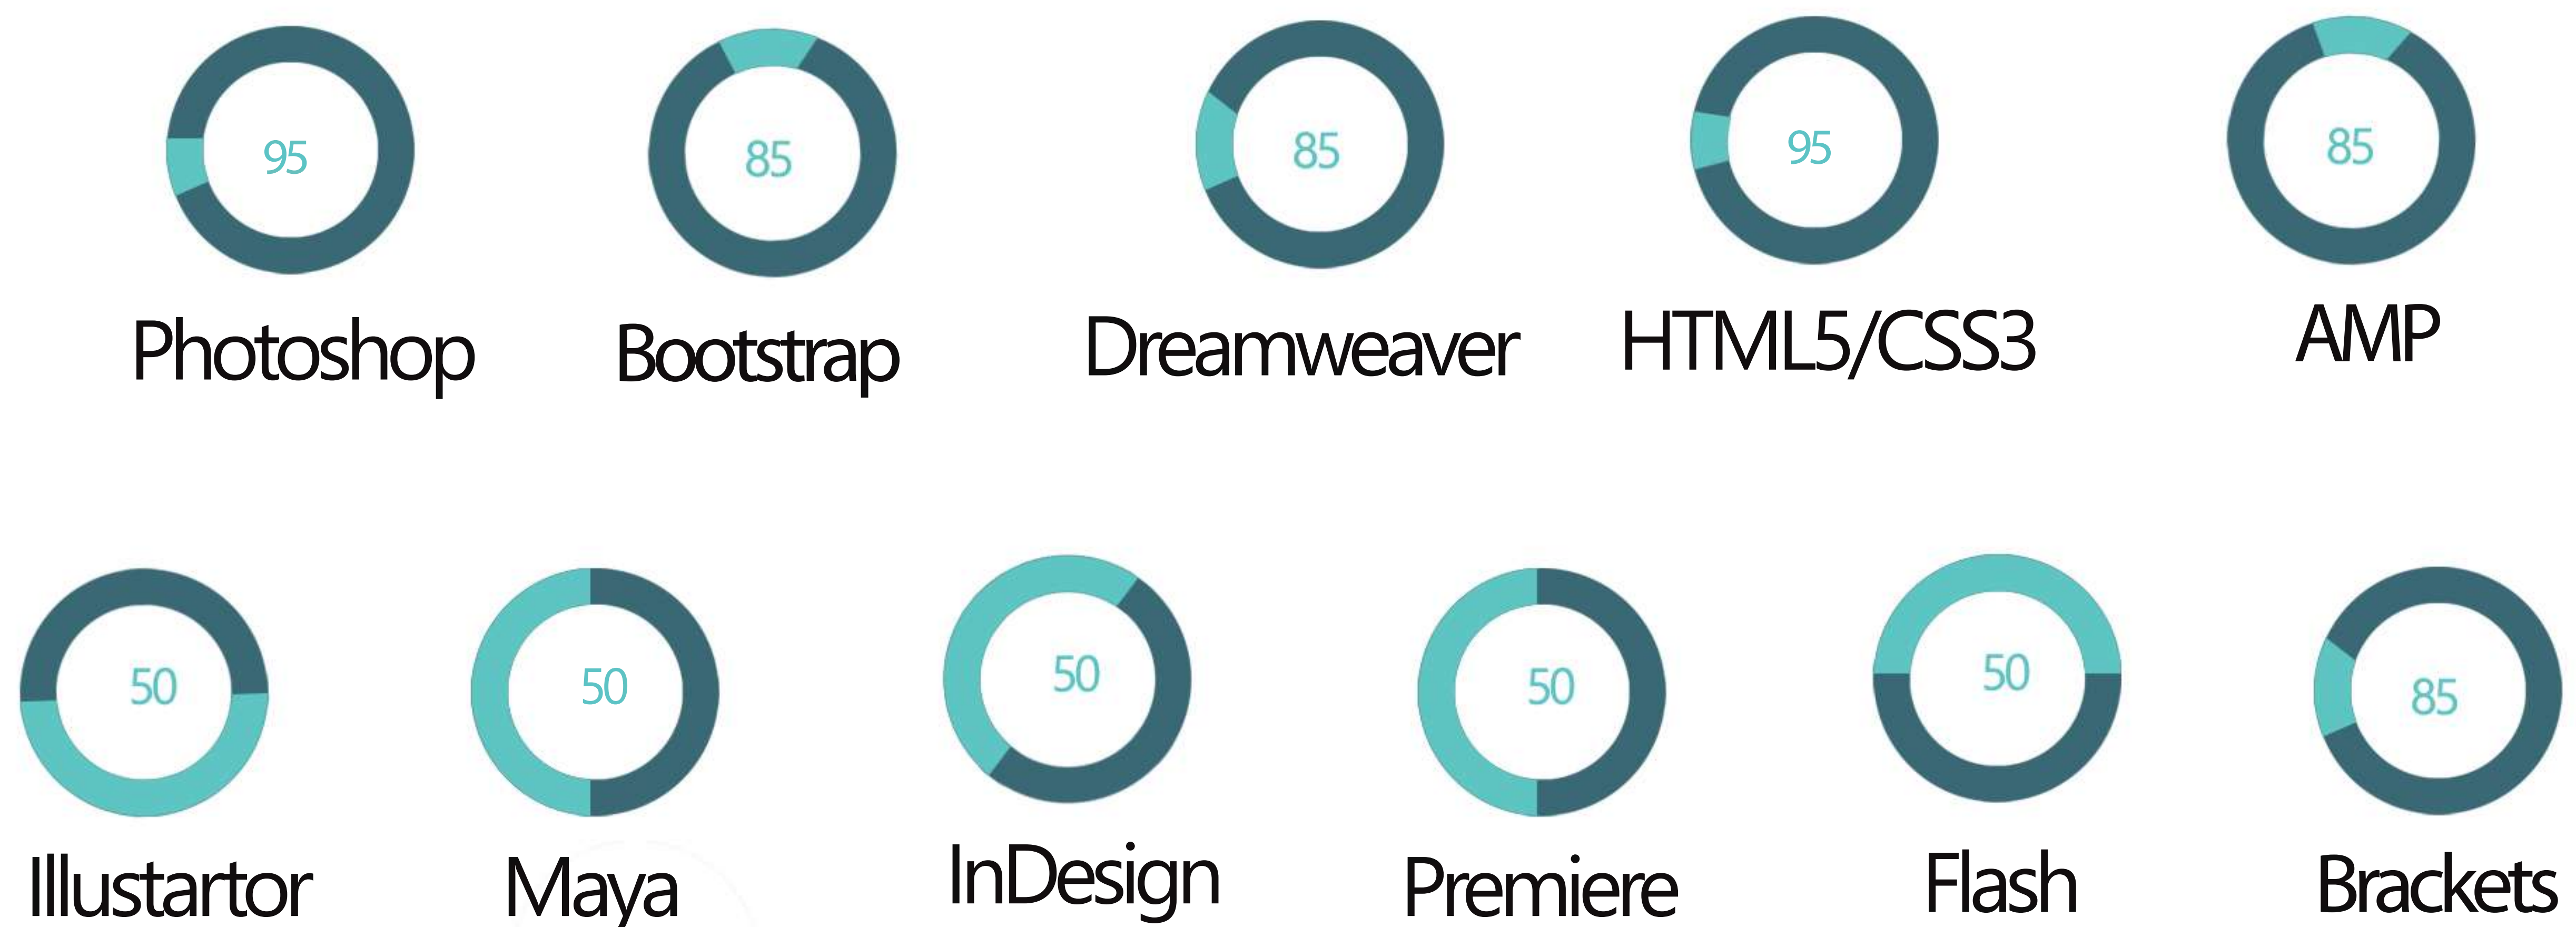 95
85
85
95
85
Photoshop
Bootstrap
Dreamweaver
HTML5/CSS3
AMP
50
50
50
50
50
85
Illustartor
Maya
InDesign
Premiere
Flash
Brackets